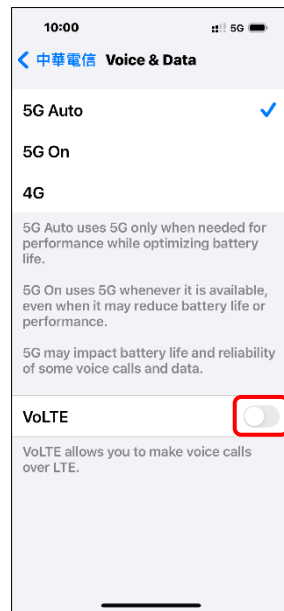 10:00 5G
中華電信 Voice & Data
5G Auto
5G On
4G
5G Auto uses 5G only when needed for
performance while optimizing battery
life.
5G On uses 5G whenever it is available,
even when it may reduce battery life or
performance.
5G may impact battery life and reliability
of some voice calls and data.
VoLTE
VoLTE allows you to make voice calls
over LTE.